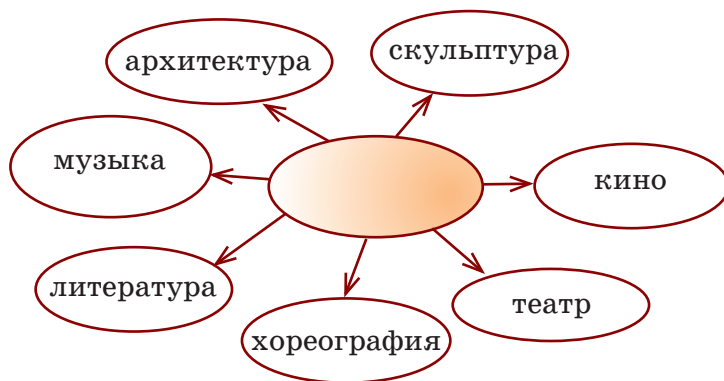 архитектура
скульптура
музыка
кино
литература
театр
хореография